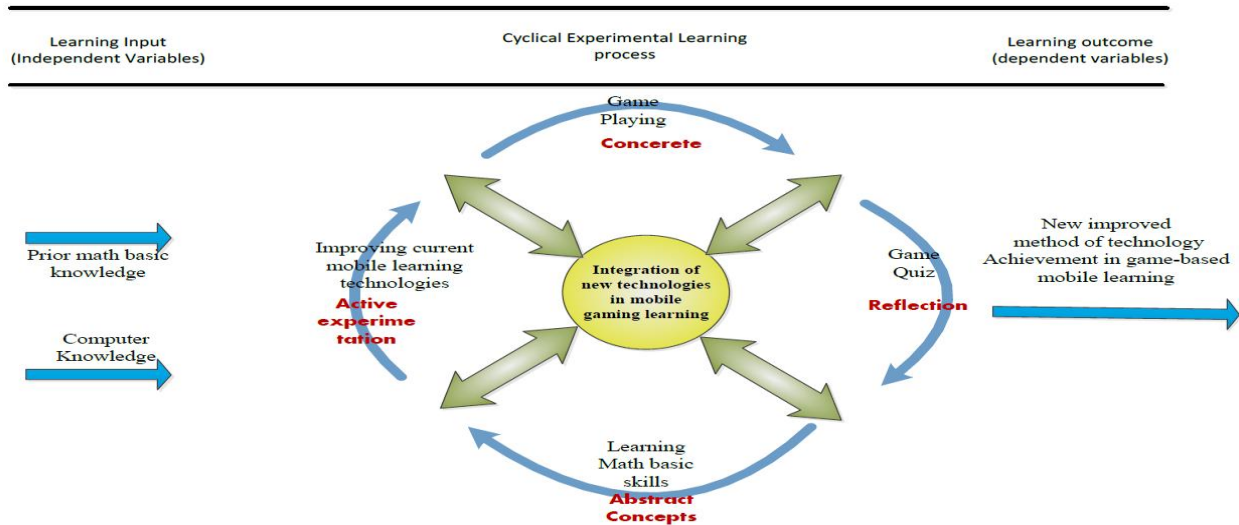 Learning Input
(Independent Variables)
Cyclical Experimental Learning
process
Learning outcome
(dependent variables)
Game
Playing
Concerete
Prior math basic
knowledge
Computer
Knowledge
Improving current
mobile learning
technologies
Active
experime
tation
Integration of
new technologies
in mobile
gaming learning
Game
Quiz
Reflection
New improved
method of technology
Achievement in game-based
mobile learning
Learning
Math basic
skills
Abstract
Concepts